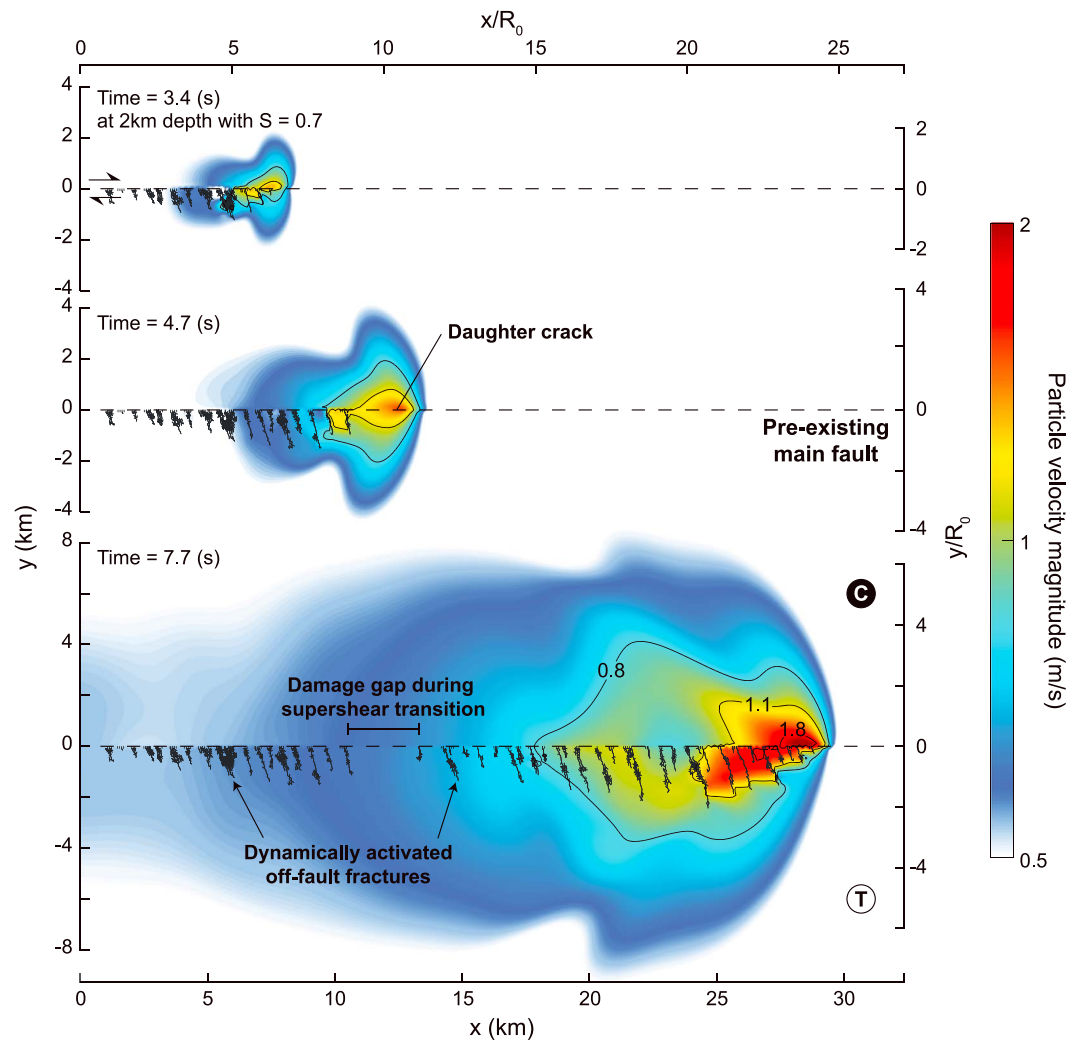 x/R0
0 5 10 15 20 25
4
2
0
-2
-4
Time = 3.4 (s)
at 2km depth with S = 0.7
2
0
-2
4
2
0
-2
-4
Time = 4.7 (s)
Daughter crack
Pre-existing
main fault
4
2
0
-2
-4
y (km)
8
4
0
-4
-8
Time = 7.7 (s)
y/R0
4
2
0
-2
-4
C
T
0.8
1.1
1.8
Damage gap during
supershear transition
Dynamically activated
off-fault fractures
0 5 10 15 20 25 30
x (km)
2
1
0.5
Particle velocity magnitude (m/s)